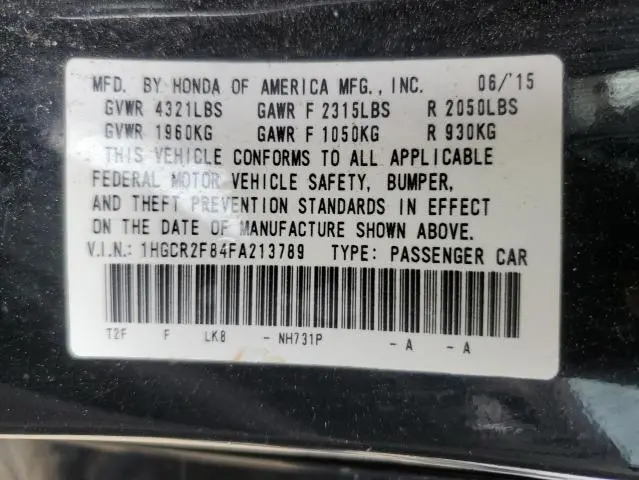 MFD. BY HONDA OF AMERICA MFG., INC. 06/'15
GVWR 4321LBS GAWR F 2315LBS R 2050LBS
GVWR 1960KG GAWR F 1050KG R 930KG
THIS VEHICLE CONFORMS TO ALL APPLICABLE
FEDERAL MOTOR VEHICLE SAFETY, BUMPER,
AND THEFT PREVENTION STANDARDS IN EFFECT
ON THE DATE OF MANUFACTURE SHOWN ABOVE.
V.I.N.: 1HGCR2F84FA213789 TYPE: PASSENGER CAR
T2F F LK8 - NH731P - A - A